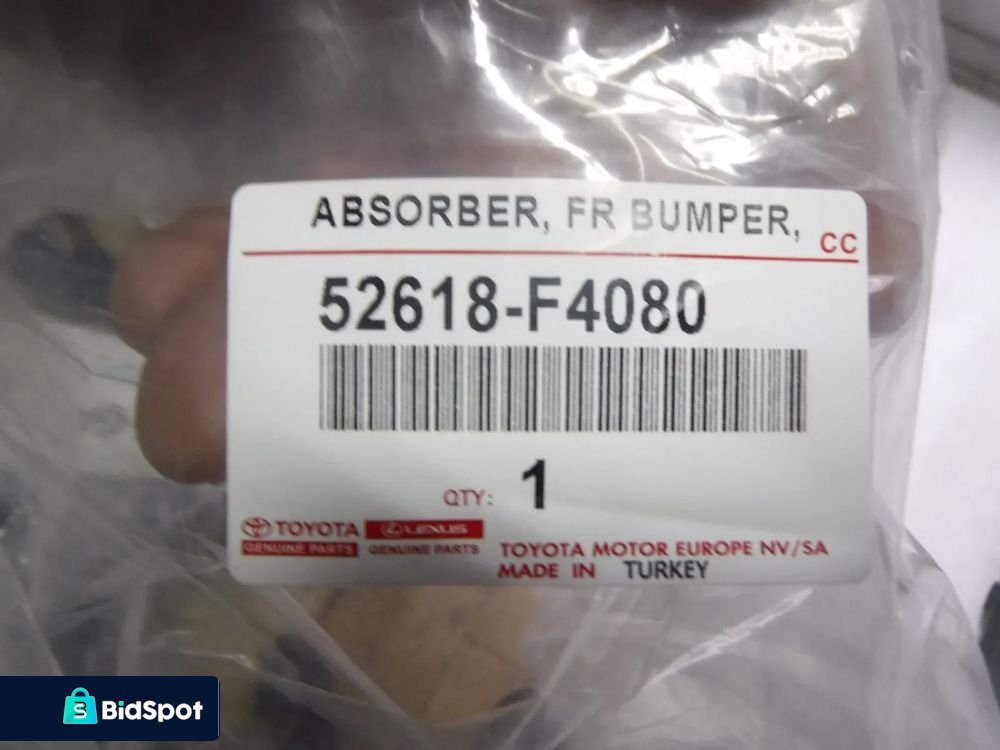 ABSORBER, FR BUMPER,
CC
52618-F4080
QTY: 1
TOYOTA LEXUS
GENUINE PARTS GENUINE PARTS
TOYOTA MOTOR EUROPE NV/SA
MADE IN TURKEY
BidSpot